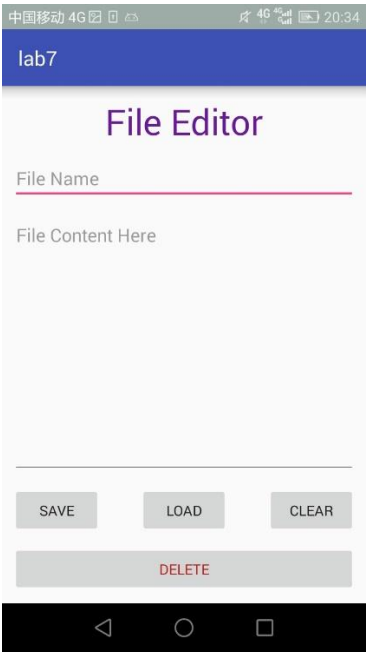 中国移动 4G 4G 4G 20:34
lab7
File Editor
File Name
File Content Here
SAVE LOAD CLEAR
DELETE